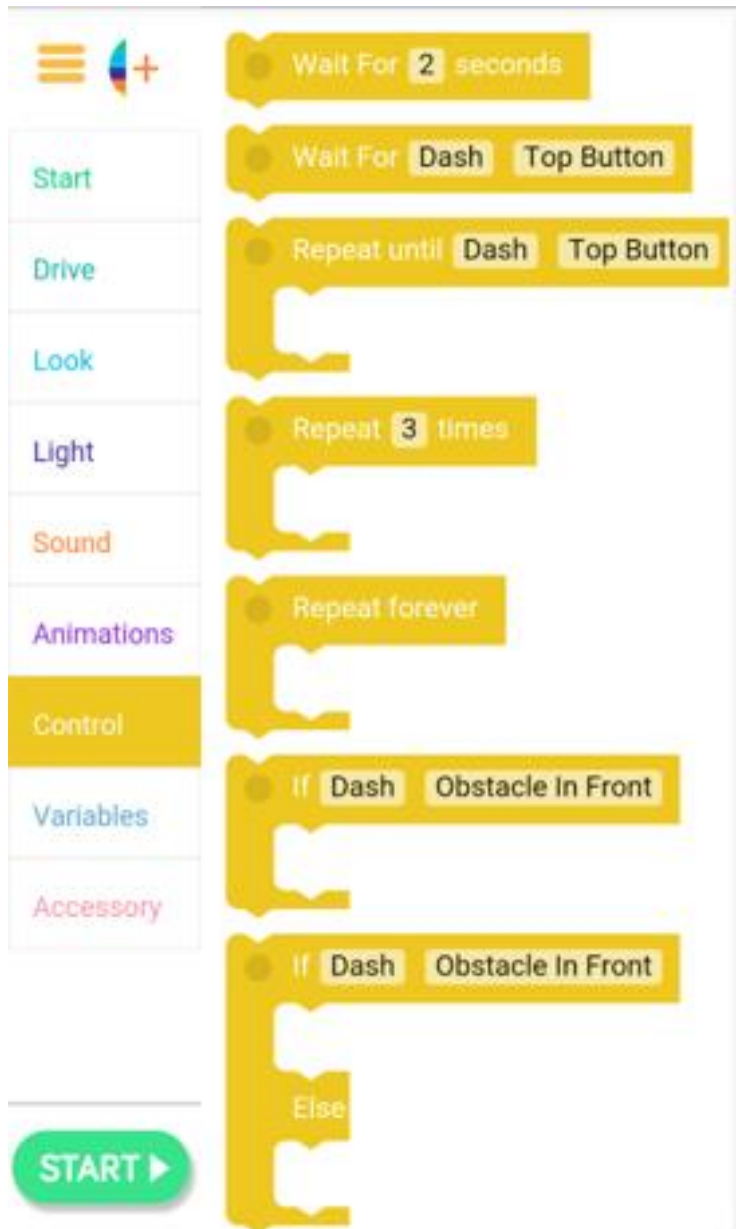 Start
Drive
Look
Light
Sound
Animations
Control
Variables
Accessory
START
Wait For 2 seconds
Wait For Dash Top Button
Repeat until Dash Top Button
Repeat 3 times
Repeat forever
If Dash Obstacle In Front
If Dash Obstacle In Front
Else